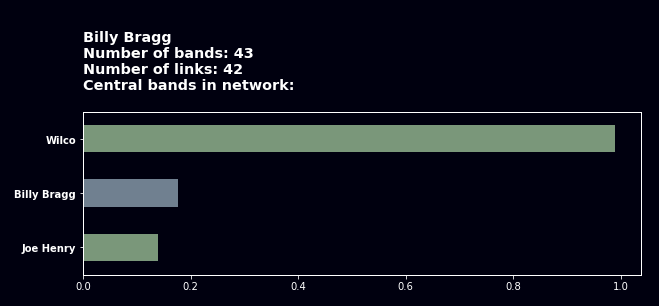 Billy Bragg
Number of bands: 43
Number of links: 42
Central bands in network:
Wilco
Billy Bragg
Joe Henry
0.0 0.2 0.4 0.6 0.8 1.0